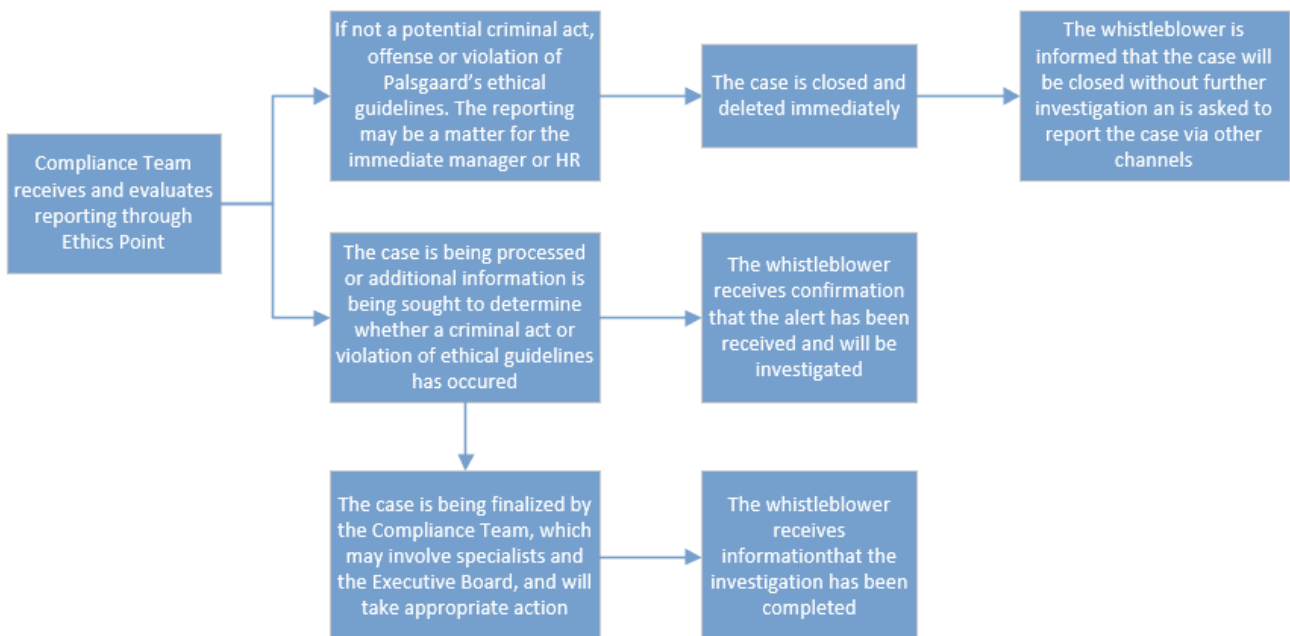 Compliance Team
receives and evaluates
reporting through
Ethics Point
If not a potential criminal act,
offense or violation of
Palsgaard’s ethical
guidelines. The reporting
may be a matter for the
immediate manager or HR
The case is closed and
deleted immediately
The whistleblower is
informed that the case will
be closed without further
investigation an is asked to
report the case via other
channels
The case is being processed
or additional information is
being sought to determine
whether a criminal act or
violation of ethical guidelines
has occured
The whistleblower
receives confirmation
that the alert has been
received and will be
investigated
The case is being finalized by
the Compliance Team, which
may involve specialists and
the Executive Board, and will
take appropriate action
The whistleblower
receives
informationthat the
investigation has been
completed